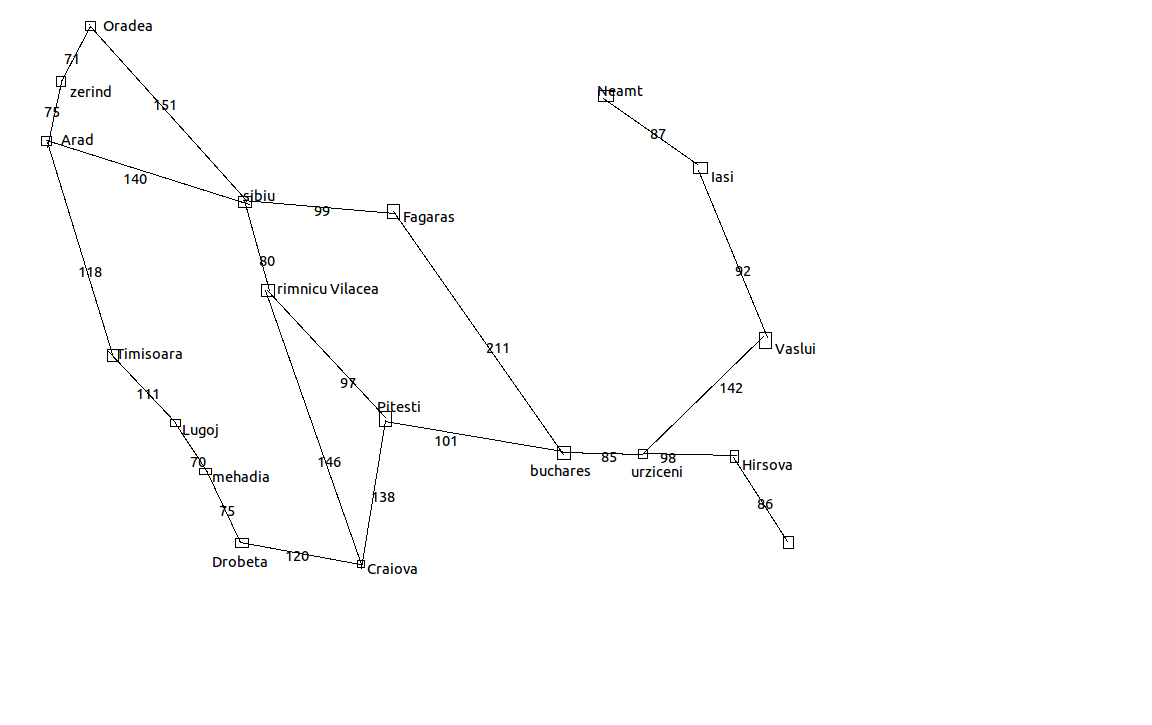 Oradea
71
zerind
Neamt
151
75
87
Arad
140
Iasi
sibiu
99
Fagaras
80
118
92
rimnicu Vilacea
211
Vaslui
Timisoara
97
142
111
Pitesti
Lugoj
101
70
146
85
98
buchares
urziceni
Hirsova
mehadia
138
86
75
120
Drobeta
Craiova